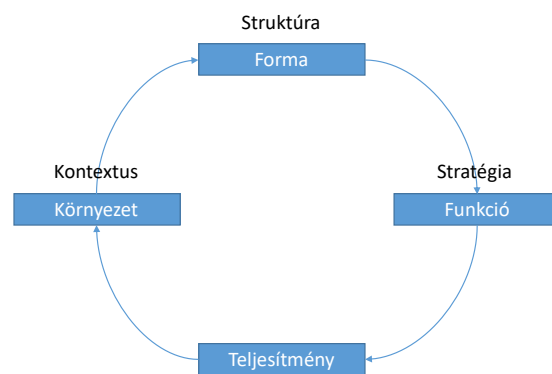 Struktúra
Forma
Kontextus
Stratégia
Környezet
Funkció
Teljesítmény